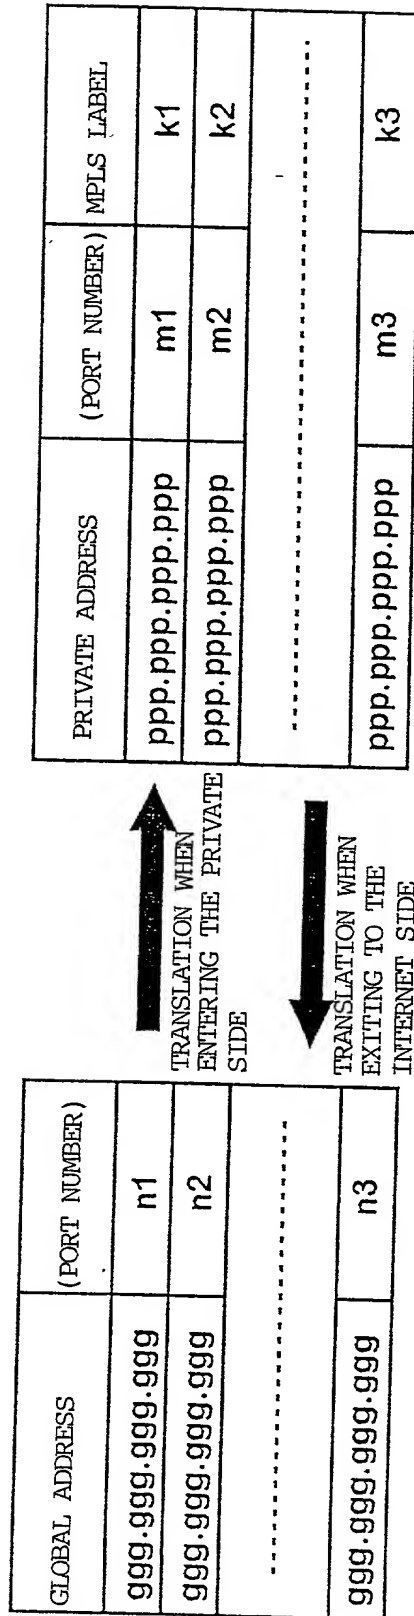 GLOBAL ADDRESS (PORT NUMBER)
ggg.ggg.ggg.ggg n1
ggg.ggg.ggg.ggg n2
ggg.ggg.ggg.ggg n3
TRANSLATION WHEN
ENTERING THE PRIVATE
SIDE
TRANSLATION WHEN
EXITING TO THE
INTERNET SIDE
PRIVATE ADDRESS (PORT NUMBER) MPLS LABEL
ppp.ppp.ppp.ppp m1 k1
ppp.ppp.ppp.ppp m2 k2
ppp.ppp.ppp.ppp m3 k3